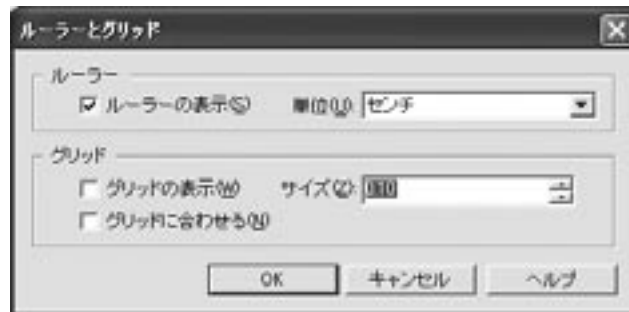 ルーラーとグリッド
ルーラー
ルーラーの表示(S) 単位(U): センチ
グリッド
グリッドの表示(W) サイズ(Z):
グリッドに合わせる(N)
OK キャンセル ヘルプ